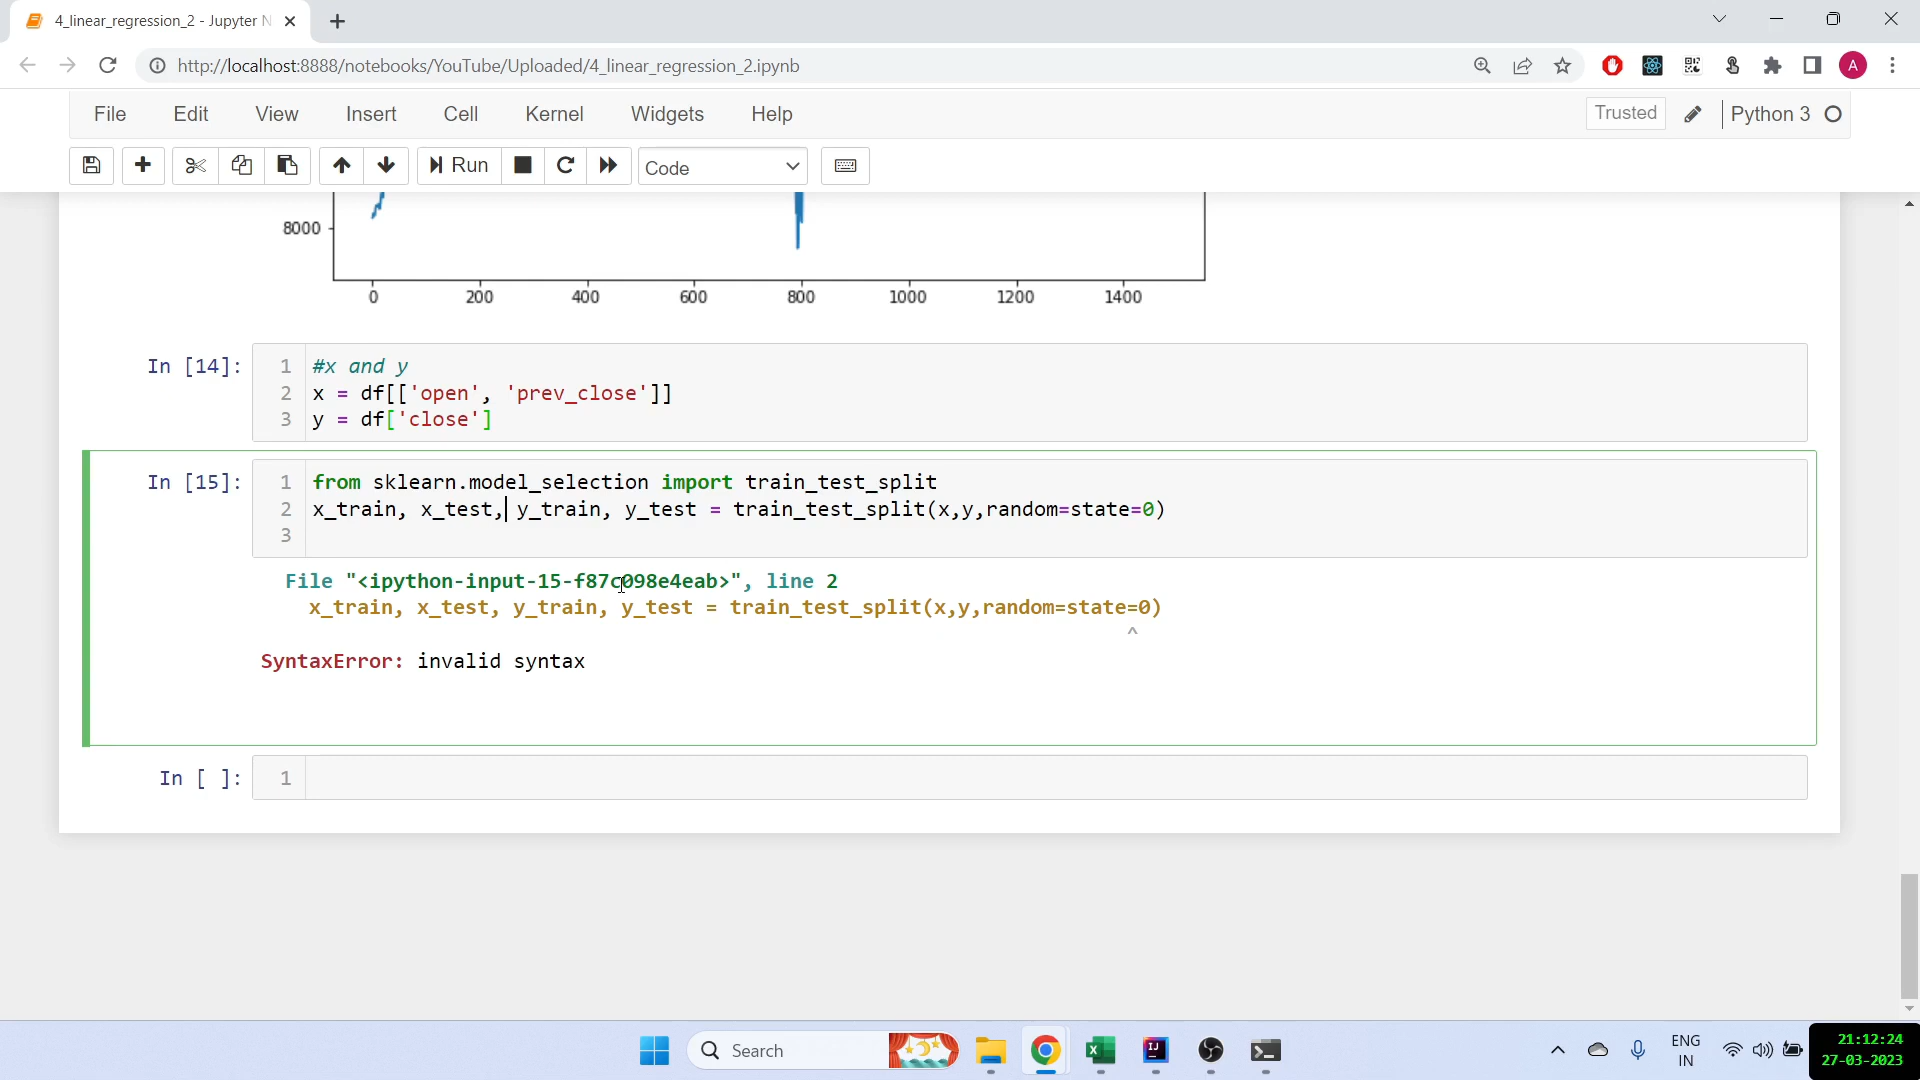 4_linear_regression_2 - Jupyter N
http://localhost:8888/notebooks/YouTube/Uploaded/4_linear_regression_2.ipynb
A
File Edit View Insert Cell Kernel Widgets Help
Trusted
Python 3
Run
Code
8000
0 200 400 600 800 1000 1200 1400
In [14]:
1 #x and y
2 x = df[['open', 'prev_close']]
3 y = df['close']
In [15]:
1 from sklearn.model_selection import train_test_split
2 x_train, x_test, y_train, y_test = train_test_split(x,y,random=state=0)
3
File "<ipython-input-15-f87c098e4eab>", line 2
x_train, x_test, y_train, y_test = train_test_split(x,y,random=state=0)
^
SyntaxError: invalid syntax
In [ ]:
1
Search
IJ
ENG
IN
21:12:24
27-03-2023